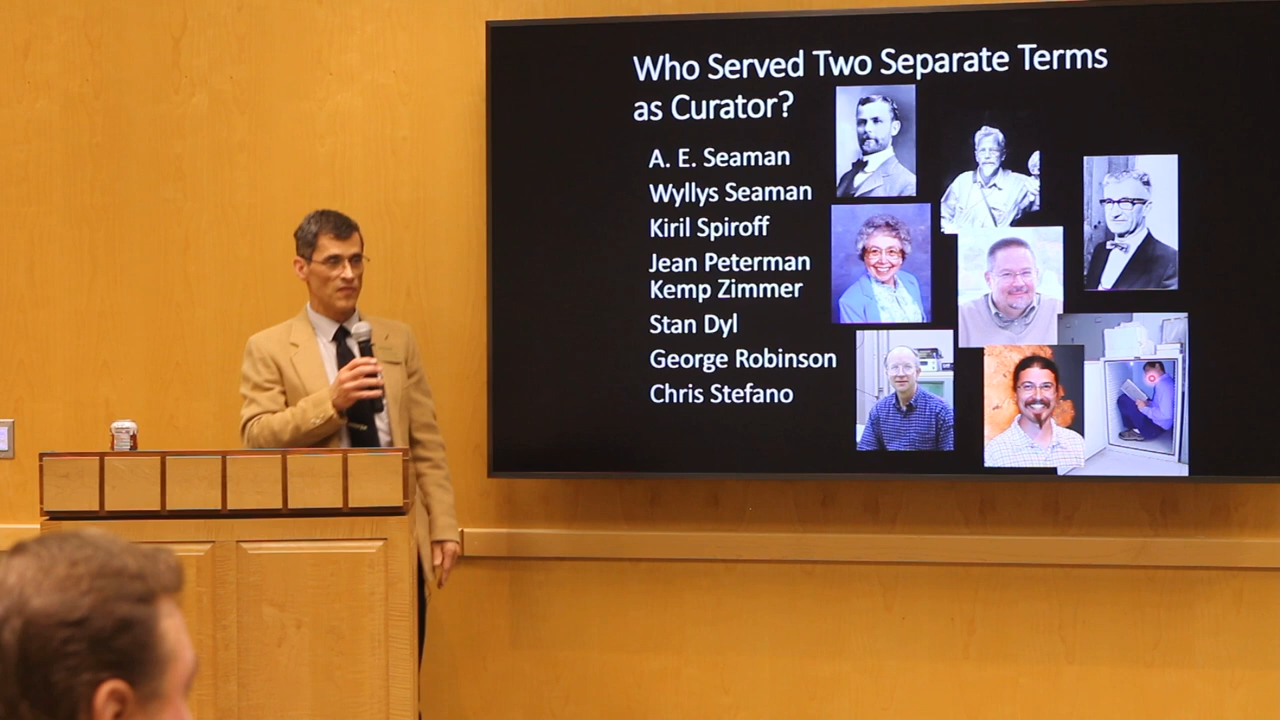 Who Served Two Separate Terms
as Curator?
A. E. Seaman
Wyllys Seaman
Kiril Spiroff
Jean Peterman
Kemp Zimmer
Stan Dyl
George Robinson
Chris Stefano